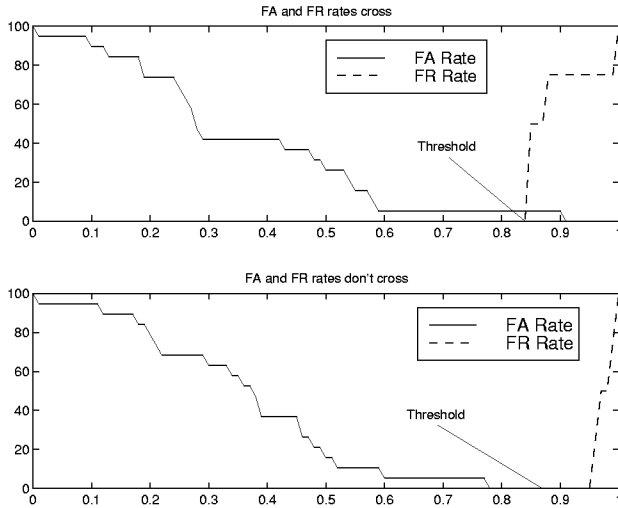 FA and FR rates cross
100
80
60
40
20
0
FA Rate
FR Rate
Threshold
0 0.1 0.2 0.3 0.4 0.5 0.6 0.7 0.8 0.9 1
FA and FR rates don't cross
100
80
60
40
20
0
FA Rate
FR Rate
Threshold
0 0.1 0.2 0.3 0.4 0.5 0.6 0.7 0.8 0.9 1